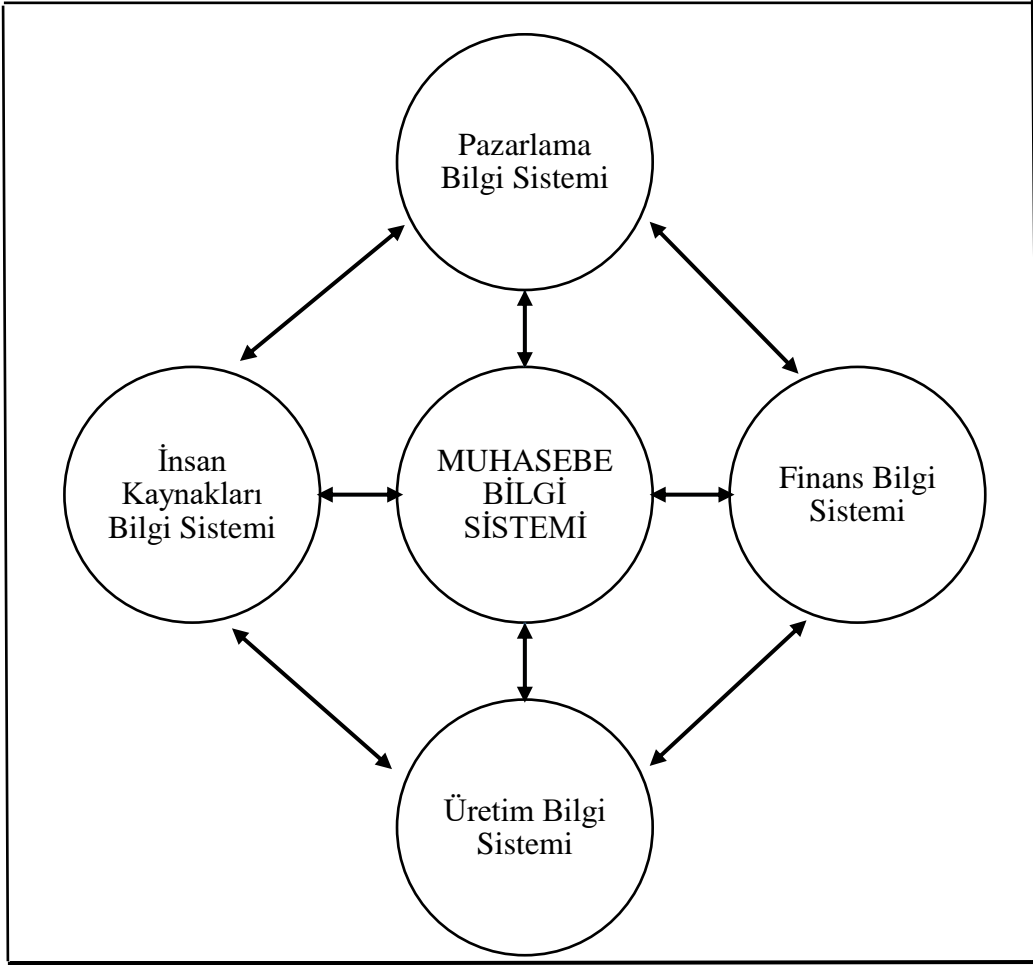 Pazarlama
Bilgi Sistemi
İnsan
Kaynakları
Bilgi Sistemi
MUHASEBE
BİLGİ
SİSTEMİ
Finans Bilgi
Sistemi
Üretim Bilgi
Sistemi